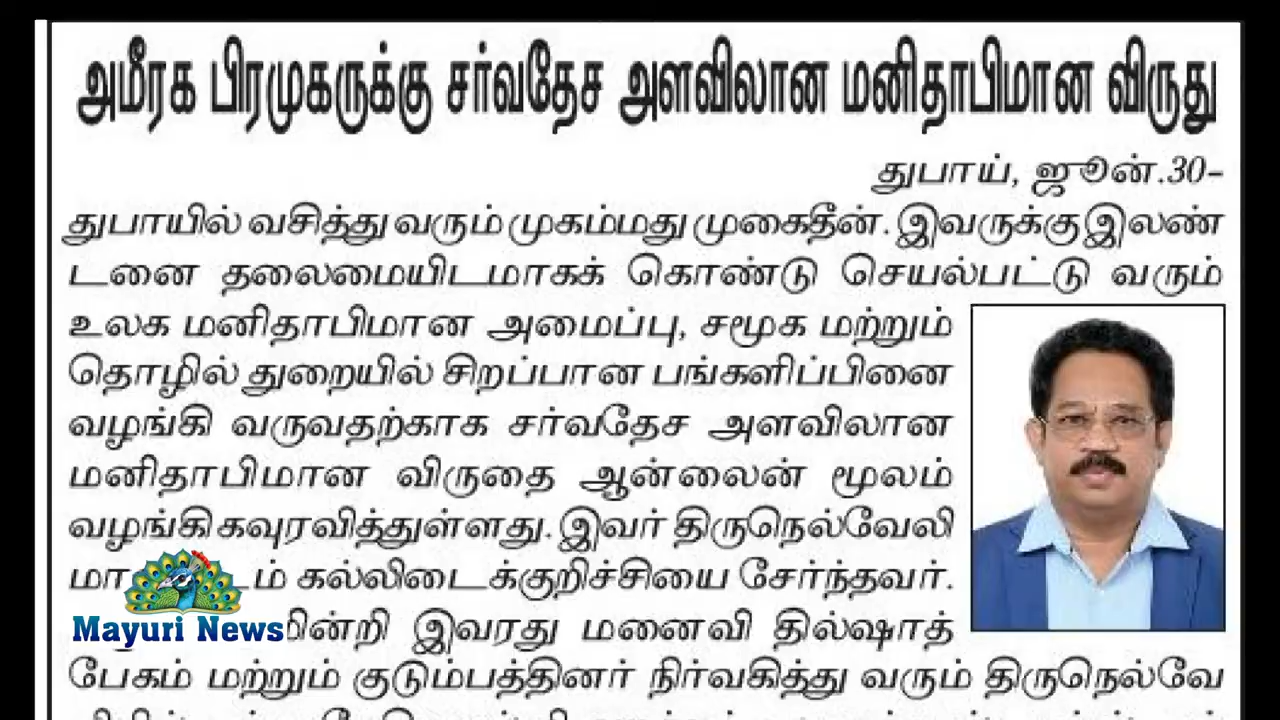 அமீரக பிரமுகருக்கு சர்வதேச அளவிலான மனிதாபிமான விருது
துபாய், ஜூன்.30-
துபாயில் வசித்து வரும் முகம்மது முகைதீன். இவருக்கு இலண்
டனை தலைமையிடமாகக் கொண்டு செயல்பட்டு வரும்
உலக மனிதாபிமான அமைப்பு, சமூக மற்றும்
தொழில் துறையில் சிறப்பான பங்களிப்பினை
வழங்கி வருவதற்காக சர்வதேச அளவிலான
மனிதாபிமான விருதை ஆன்லைன் மூலம்
வழங்கி கவுரவித்துள்ளது. இவர் திருநெல்வேலி
கல்லிடைக்குறிச்சியை சேர்ந்தவர்.
இவரது மனைவி தில்ஷாத்
பேகம் மற்றும் குடும்பத்தினர் நிர்வகித்து வரும் திருநெல்வே
Mayuri News